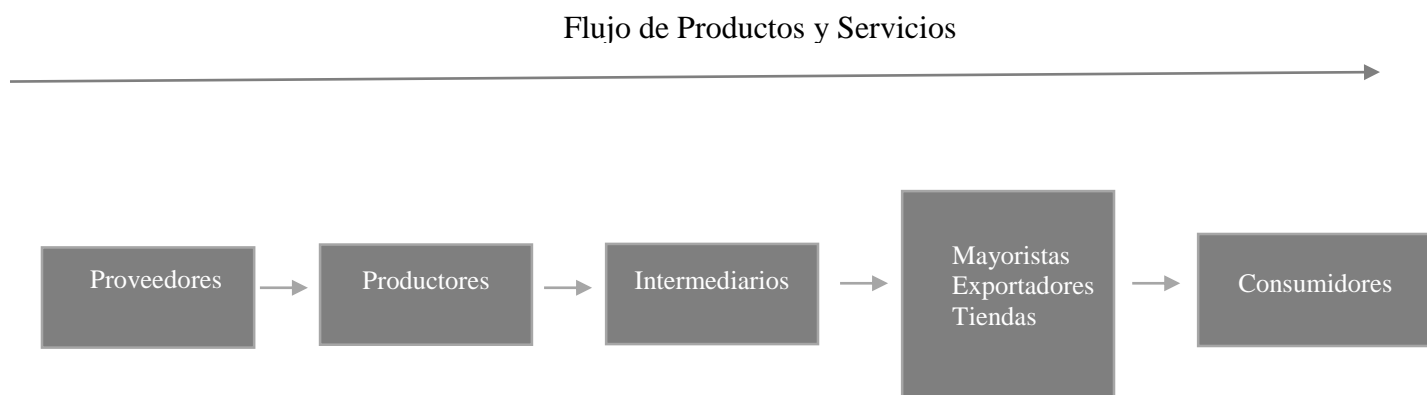 Flujo de Productos y Servicios
Proveedores
Productores
Intermediarios
Mayoristas
Exportadores
Tiendas
Consumidores